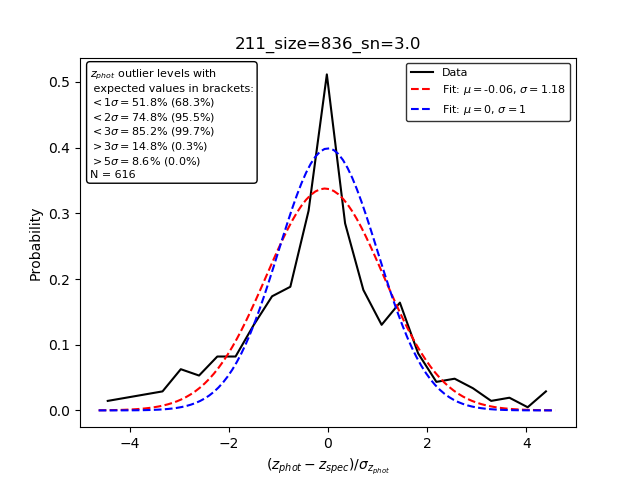 211_size=836_sn=3.0
z_phot outlier levels with
expected values in brackets:
<1σ=51.8% (68.3%)
<2σ=74.8% (95.5%)
<3σ=85.2% (99.7%)
>3σ=14.8% (0.3%)
>5σ=8.6% (0.0%)
N = 616
Data
Fit: μ=-0.06, σ=1.18
Fit: μ=0, σ=1
Probability
0.5
0.4
0.3
0.2
0.1
0.0
−4 −2 0 2 4
(z_phot − z_spec)/σ_z_phot